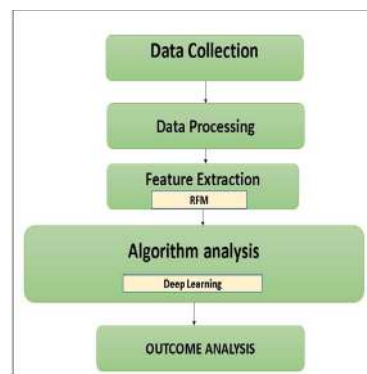 Data Collection
Data Processing
Feature Extraction
RFM
Algorithm analysis
Deep Learning
OUTCOME ANALYSIS